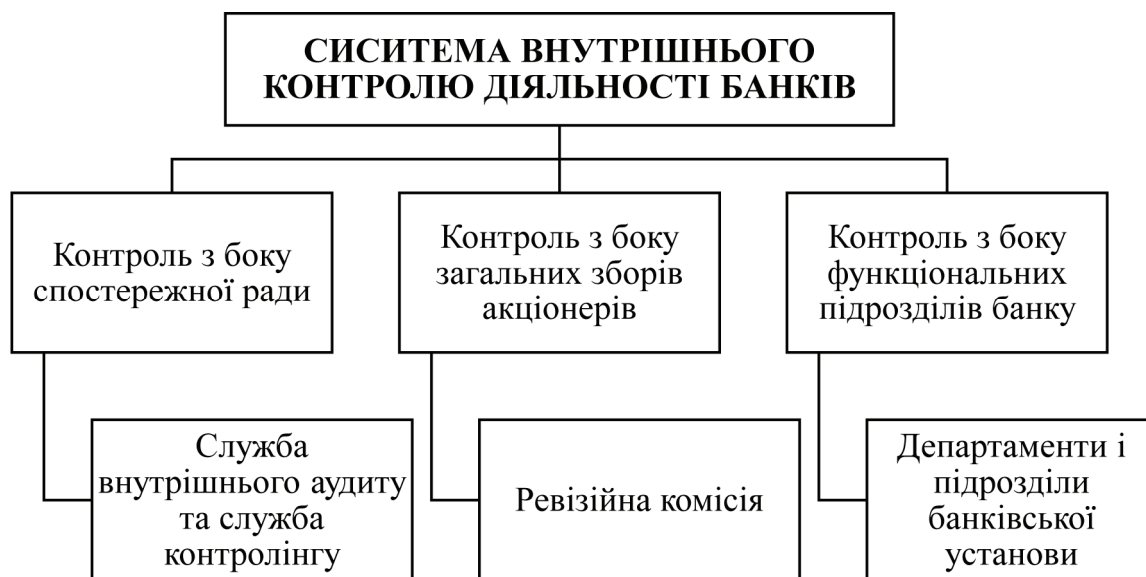 СИСИТЕМА ВНУТРІШНЬОГО
КОНТРОЛЮ ДІЯЛЬНОСТІ БАНКІВ
Контроль з боку
спостережної ради
Контроль з боку
загальних зборів
акціонерів
Контроль з боку
функціональних
підрозділів банку
Служба
внутрішнього аудиту
та служба
контролінгу
Ревізійна комісія
Департаменти і
підрозділи
банківської
установи